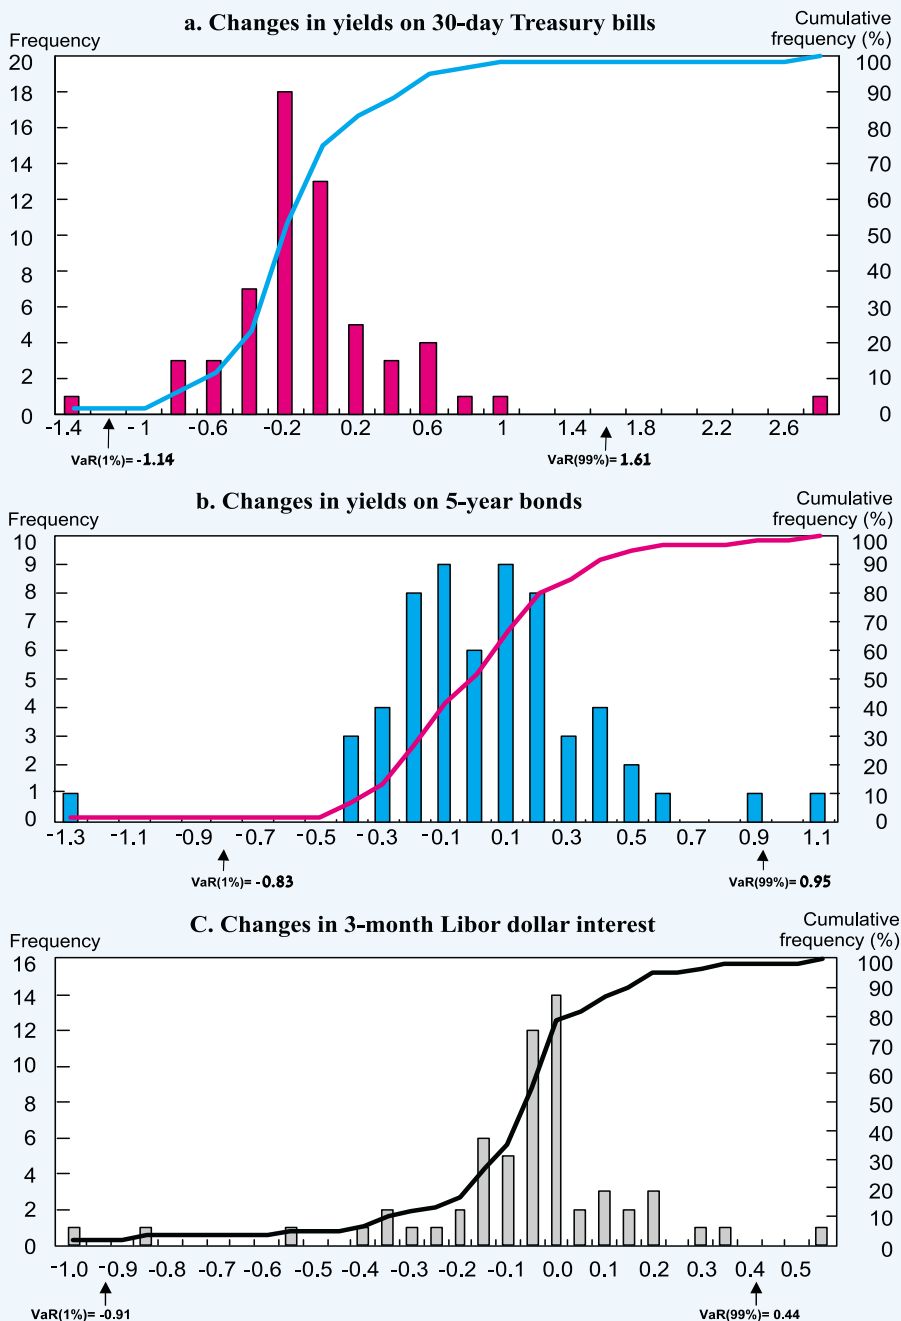 a. Changes in yields on 30-day Treasury bills
Frequency
Cumulative
frequency (%)
20 100
18 90
16 80
14 70
12 60
10 50
8 40
6 30
4 20
2 10
0 0
-1.4 - 1 -0.6 -0.2 0.2 0.6 1 1.4 1.8 2.2 2.6
VaR(1%)= -1.14 VaR(99%)= 1.61
b. Changes in yields on 5-year bonds
Frequency
Cumulative
frequency (%)
10 100
9 90
8 80
7 70
6 60
5 50
4 40
3 30
2 20
1 10
0 0
-1.3 -1.1 -0.9 -0.7 -0.5 -0.3 -0.1 0.1 0.3 0.5 0.7 0.9 1.1
VaR(1%)= -0.83 VaR(99%)= 0.95
C. Changes in 3-month Libor dollar interest
Frequency
Cumulative
frequency (%)
16 100
14 90
12 80
10 70
8 60
6 50
4 40
2 30
0 20
10
0
-1.0 -0.9 -0.8 -0.7 -0.6 -0.5 -0.4 -0.3 -0.2 -0.1 0.0 0.1 0.2 0.3 0.4 0.5
VaR(1%)= -0.91 VaR(99%)= 0.44